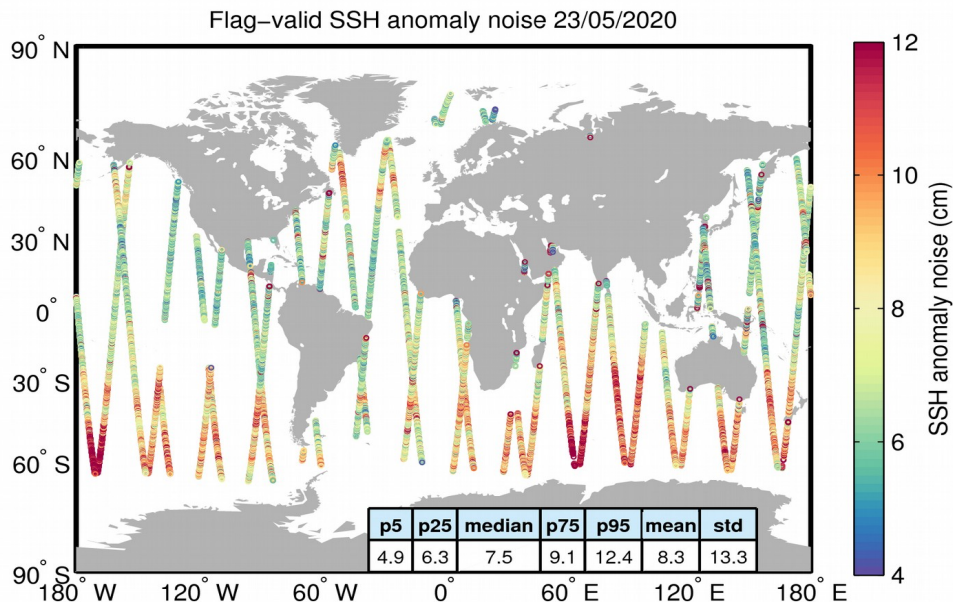 Flag−valid SSH anomaly noise 23/05/2020
90° N
60° N
30° N
0°
30° S
60° S
90° S
180° W
120° W
60° W
0°
60° E
120° E
180° E
p5 p25 median p75 p95 mean std
4.9 6.3 7.5 9.1 12.4 8.3 13.3
12
10
8
6
4
SSH anomaly noise (cm)